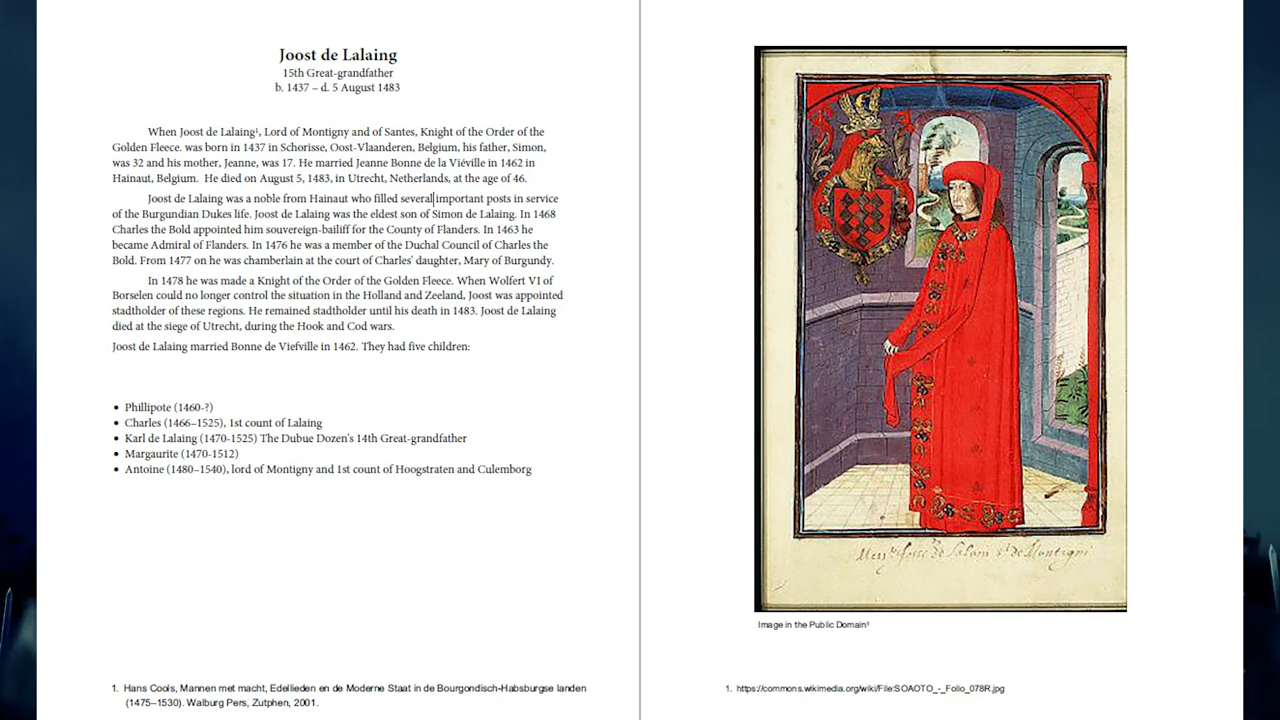 Joost de Lalaing
15th Great-grandfather
b. 1437 – d. 5 August 1483
When Joost de Lalaing¹, Lord of Montigny and of Santes, Knight of the Order of the
Golden Fleece. was born in 1437 in Schorisse, Oost-Vlaanderen, Belgium, his father, Simon,
was 32 and his mother, Jeanne, was 17. He married Jeanne Bonne de la Viéville in 1462 in
Hainaut, Belgium.  He died on August 5, 1483, in Utrecht, Netherlands, at the age of 46.
Joost de Lalaing was a noble from Hainaut who filled several important posts in service
of the Burgundian Dukes life. Joost de Lalaing was the eldest son of Simon de Lalaing. In 1468
Charles the Bold appointed him souvereign-bailiff for the County of Flanders. In 1463 he
became Admiral of Flanders. In 1476 he was a member of the Duchal Council of Charles the
Bold. From 1477 on he was chamberlain at the court of Charles' daughter, Mary of Burgundy.
In 1478 he was made a Knight of the Order of the Golden Fleece. When Wolfert VI of
Borselen could no longer control the situation in the Holland and Zeeland, Joost was appointed
stadtholder of these regions. He remained stadtholder until his death in 1483. Joost de Lalaing
died at the siege of Utrecht, during the Hook and Cod wars.
Joost de Lalaing married Bonne de Viefville in 1462. They had five children:
• Phillipote (1460-?)
• Charles (1466–1525), 1st count of Lalaing
• Karl de Lalaing (1470-1525) The Dubue Dozen's 14th Great-grandfather
• Margaurite (1470-1512)
• Antoine (1480–1540), lord of Montigny and 1st count of Hoogstraten and Culemborg
1. Hans Cools, Mannen met macht, Edellieden en de Moderne Staat in de Bourgondisch-Habsburgse landen
(1475–1530). Walburg Pers, Zutphen, 2001.
de Lalain de Montigni
Image in the Public Domain¹
1. https://commons.wikimedia.org/wiki/File:SOAOTO_-_Folio_078R.jpg